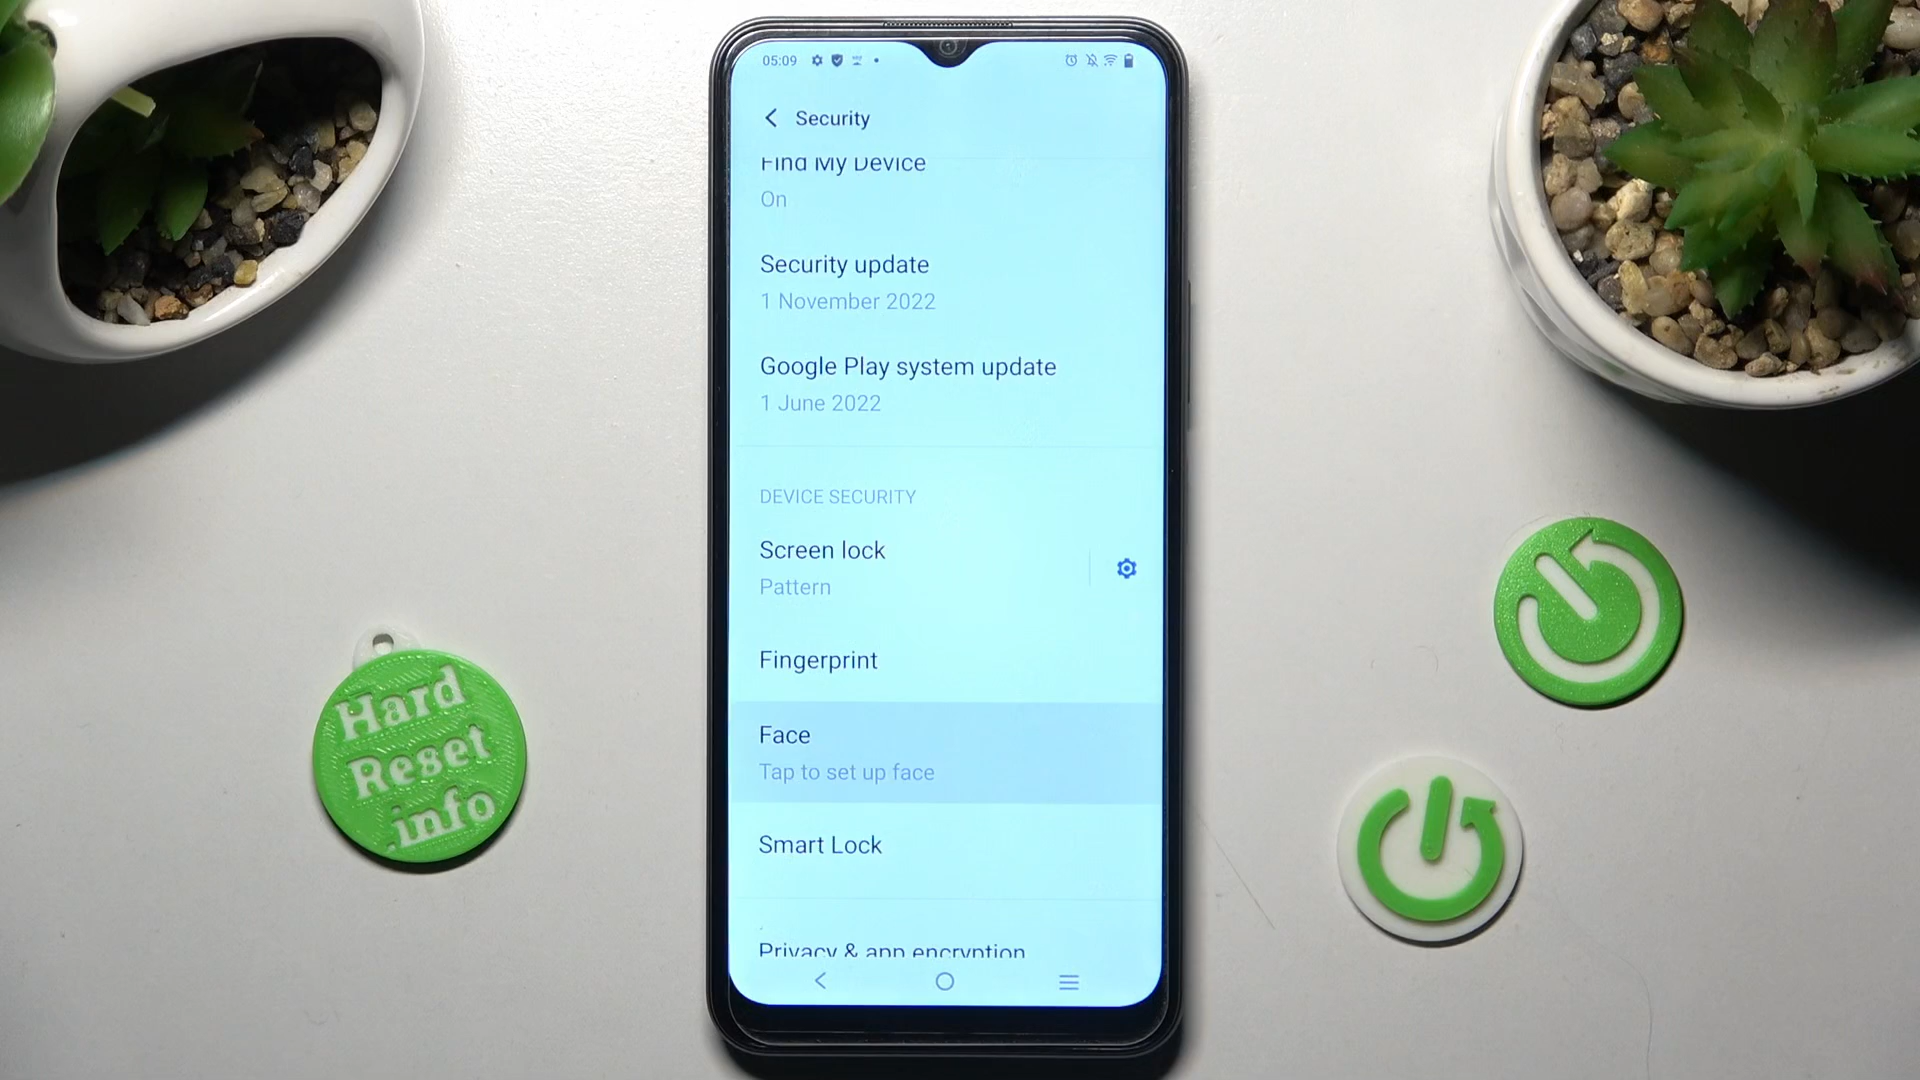 05:09
Security
Find My Device
On
Security update
1 November 2022
Google Play system update
1 June 2022
DEVICE SECURITY
Screen lock
Pattern
Fingerprint
Face
Tap to set up face
Smart Lock
Privacy & app encryption
Hard
Reset
.info